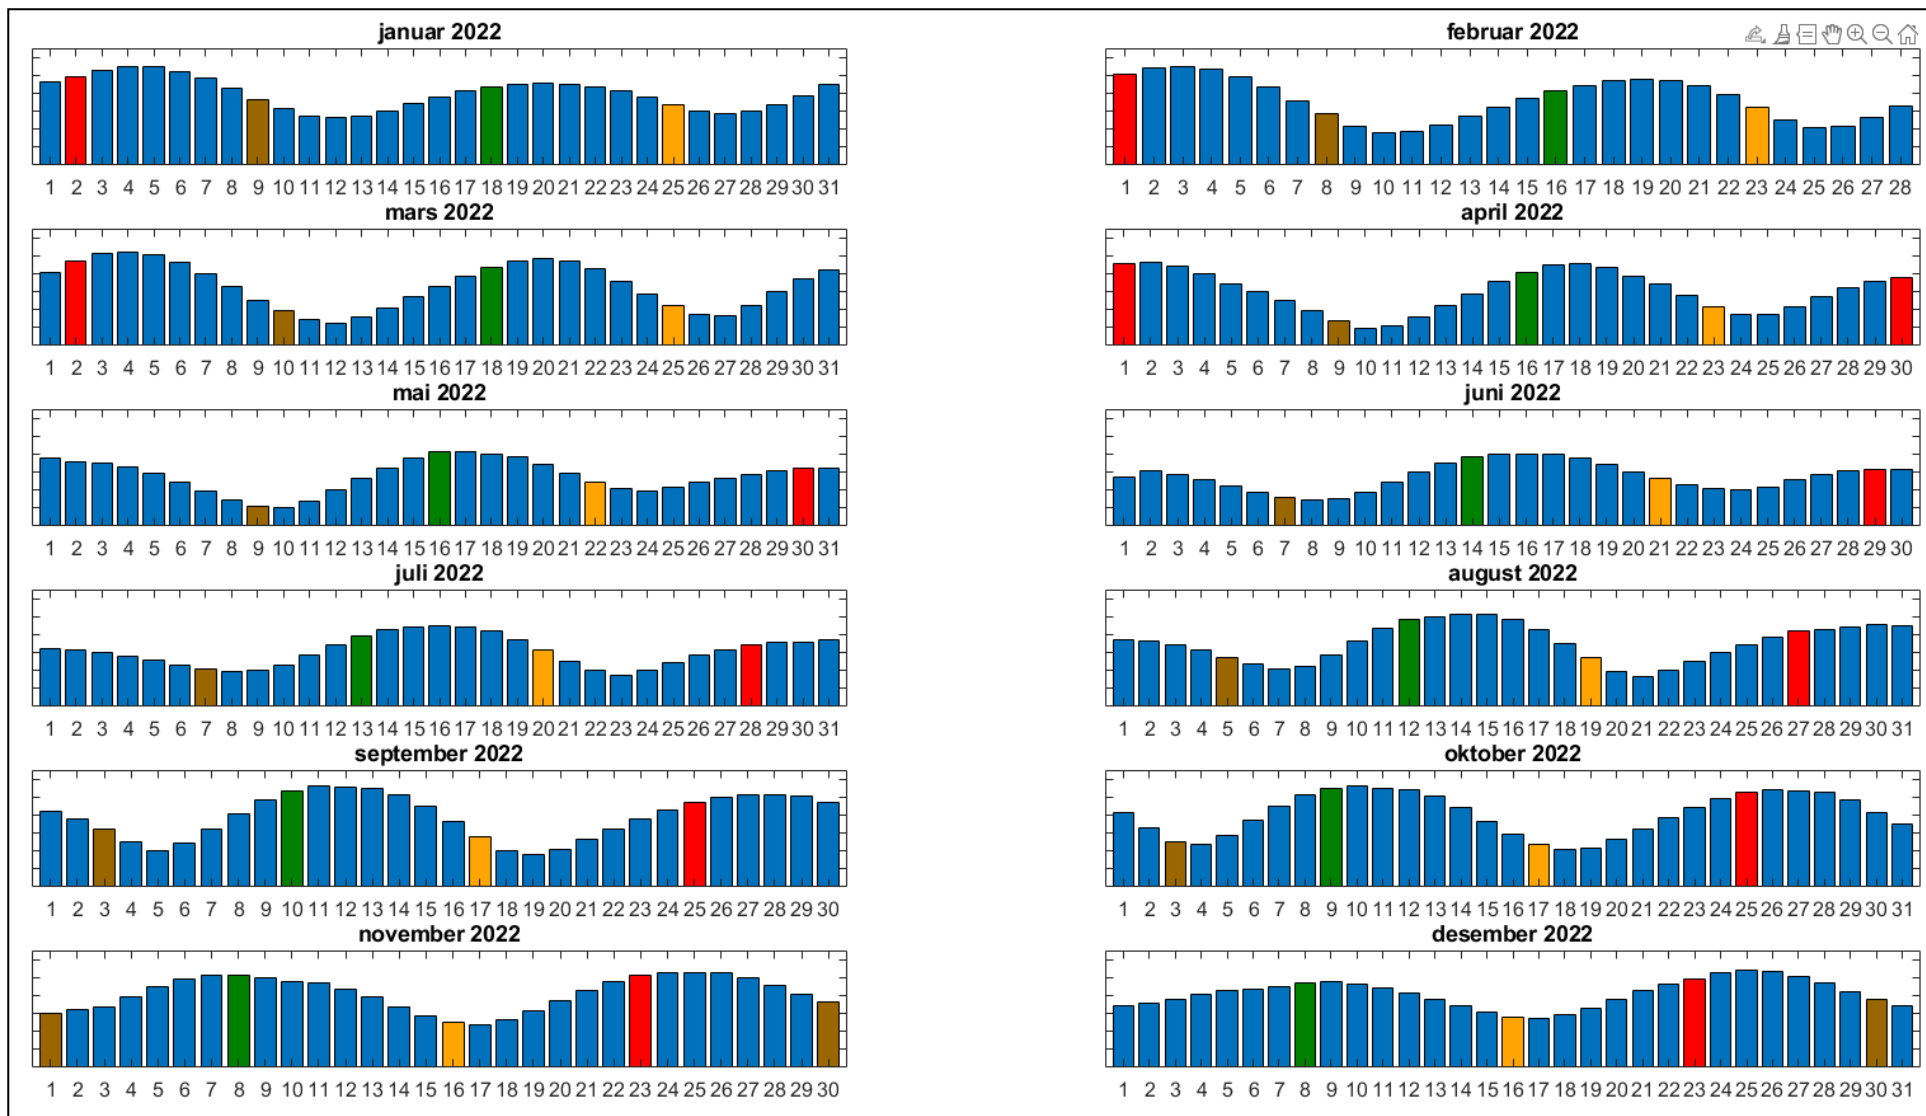 januar 2022
1 2 3 4 5 6 7 8 9 10 11 12 13 14 15 16 17 18 19 20 21 22 23 24 25 26 27 28 29 30 31
februar 2022
1 2 3 4 5 6 7 8 9 10 11 12 13 14 15 16 17 18 19 20 21 22 23 24 25 26 27 28
mars 2022
1 2 3 4 5 6 7 8 9 10 11 12 13 14 15 16 17 18 19 20 21 22 23 24 25 26 27 28 29 30 31
april 2022
1 2 3 4 5 6 7 8 9 10 11 12 13 14 15 16 17 18 19 20 21 22 23 24 25 26 27 28 29 30
mai 2022
1 2 3 4 5 6 7 8 9 10 11 12 13 14 15 16 17 18 19 20 21 22 23 24 25 26 27 28 29 30 31
juni 2022
1 2 3 4 5 6 7 8 9 10 11 12 13 14 15 16 17 18 19 20 21 22 23 24 25 26 27 28 29 30
juli 2022
1 2 3 4 5 6 7 8 9 10 11 12 13 14 15 16 17 18 19 20 21 22 23 24 25 26 27 28 29 30 31
august 2022
1 2 3 4 5 6 7 8 9 10 11 12 13 14 15 16 17 18 19 20 21 22 23 24 25 26 27 28 29 30 31
september 2022
1 2 3 4 5 6 7 8 9 10 11 12 13 14 15 16 17 18 19 20 21 22 23 24 25 26 27 28 29 30
oktober 2022
1 2 3 4 5 6 7 8 9 10 11 12 13 14 15 16 17 18 19 20 21 22 23 24 25 26 27 28 29 30 31
november 2022
1 2 3 4 5 6 7 8 9 10 11 12 13 14 15 16 17 18 19 20 21 22 23 24 25 26 27 28 29 30
desember 2022
1 2 3 4 5 6 7 8 9 10 11 12 13 14 15 16 17 18 19 20 21 22 23 24 25 26 27 28 29 30 31